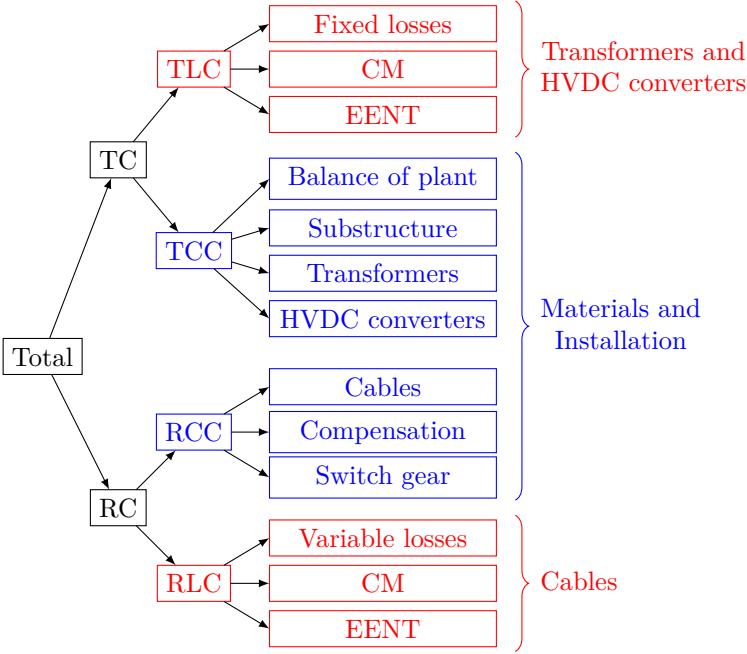 Fixed losses
TLC
CM
EENT
Transformers and
HVDC converters
TC
Balance of plant
TCC
Substructure
Transformers
HVDC converters
Materials and
Installation
Total
Cables
RCC
Compensation
Switch gear
RC
Variable losses
RLC
CM
EENT
Cables